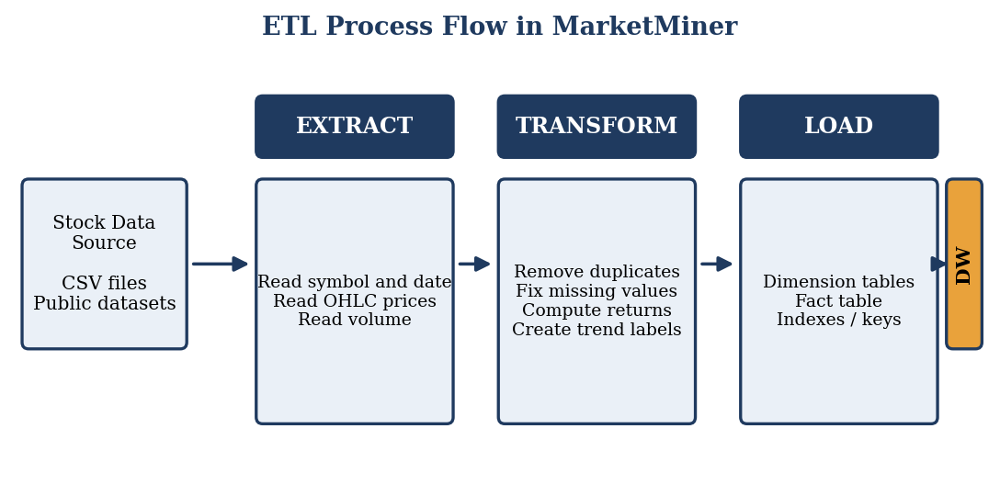 ETL Process Flow in MarketMiner
EXTRACT
TRANSFORM
LOAD
Stock Data
Source
CSV files
Public datasets
Read symbol and date
Read OHLC prices
Read volume
Remove duplicates
Fix missing values
Compute returns
Create trend labels
Dimension tables
Fact table
Indexes / keys
DW